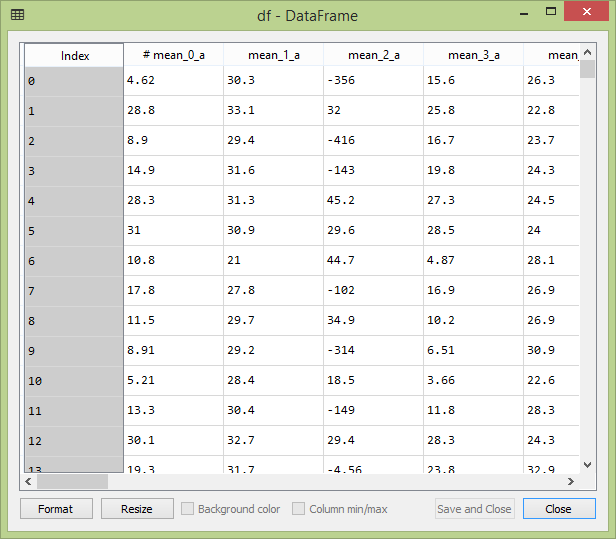 df - DataFrame
Index # mean_0_a mean_1_a mean_2_a mean_3_a mean_
0 4.62 30.3 -356 15.6 26.3
1 28.8 33.1 32 25.8 22.8
2 8.9 29.4 -416 16.7 23.7
3 14.9 31.6 -143 19.8 24.3
4 28.3 31.3 45.2 27.3 24.5
5 31 30.9 29.6 28.5 24
6 10.8 21 44.7 4.87 28.1
7 17.8 27.8 -102 16.9 26.9
8 11.5 29.7 34.9 10.2 26.9
9 8.91 29.2 -314 6.51 30.9
10 5.21 28.4 18.5 3.66 22.6
11 13.3 30.4 -149 11.8 28.3
12 30.1 32.7 29.4 28.3 24.3
13 19.3 31.7 -4.56 23.8 32.9
Format Resize Background color Column min/max Save and Close Close